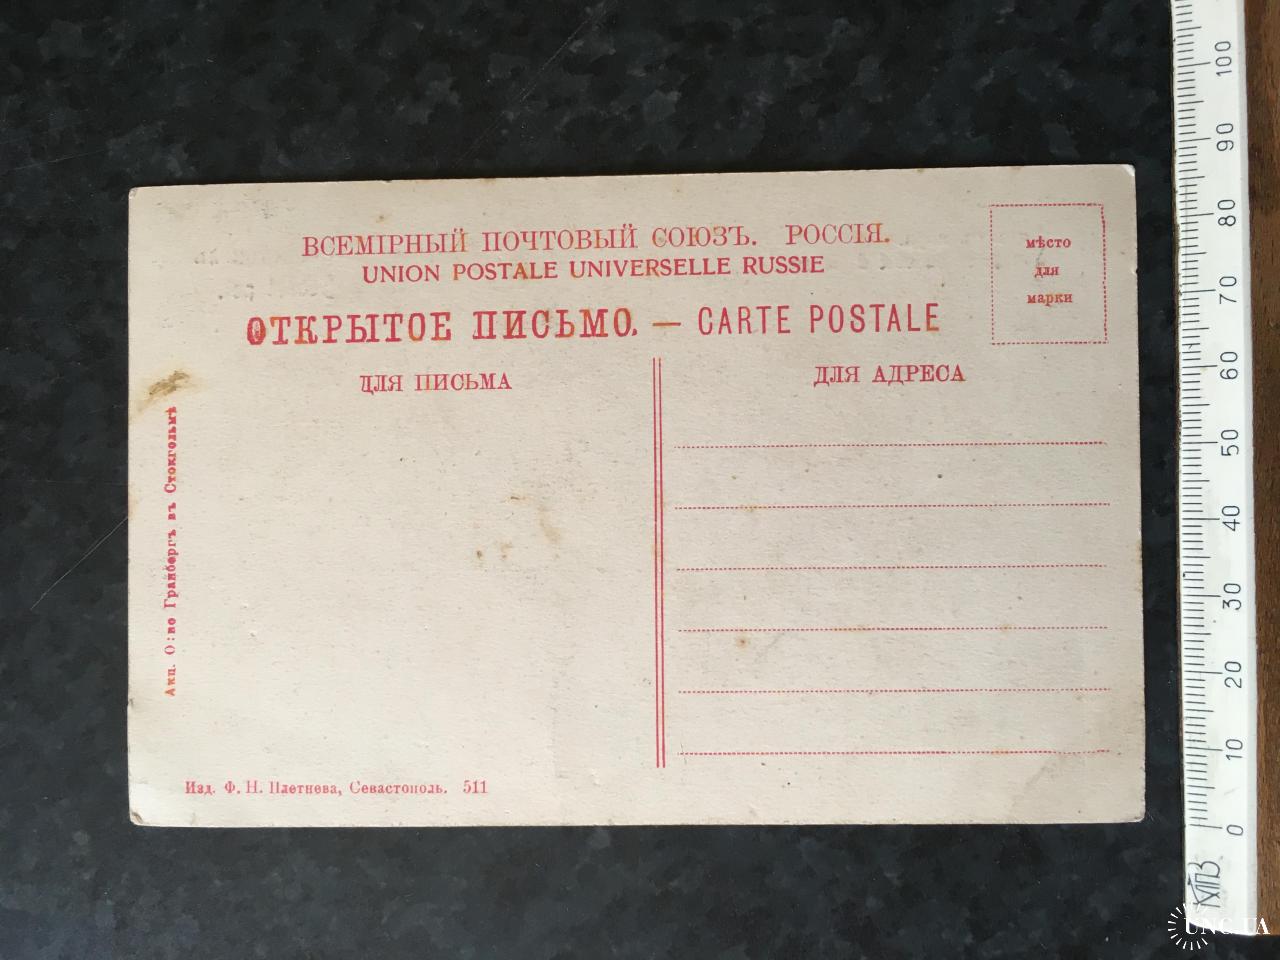 ВСЕМІРНЫЙ ПОЧТОВЫЙ СОЮЗЪ. РОССІЯ.
UNION POSTALE UNIVERSELLE RUSSIE
ОТКРЫТОЕ ПИСЬМО. — CARTE POSTALE
мѣсто
для
марки
ДЛЯ ПИСЬМА
ДЛЯ АДРЕСА
Акц. О:во Гранбергъ въ Стокгольмѣ
Изд. Ф. Н. Плетнева, Севастополь. 511
100
90
80
70
60
50
40
30
20
10
0
UNC.UA